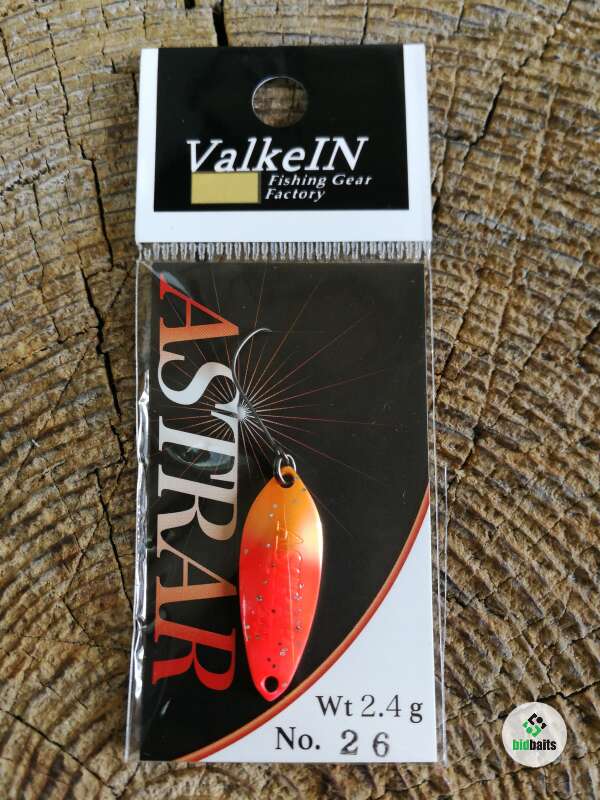 ValkeIN
Fishing Gear
Factory
ASTRAR
Wt 2.4 g
No. 26
bidbaits